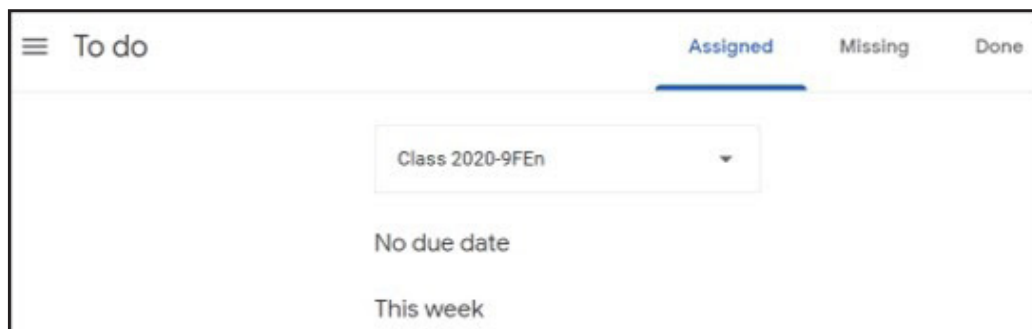 To do Assigned Missing Done
Class 2020-9FEn
No due date
This week